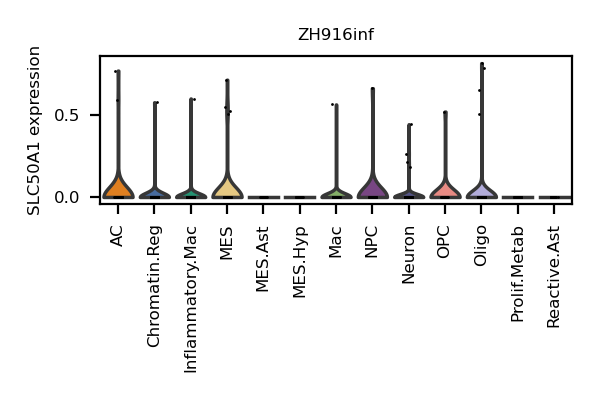 ZH916inf
SLC50A1 expression
0.5
0.0
AC
Chromatin.Reg
Inflammatory.Mac
MES
MES.Ast
MES.Hyp
Mac
NPC
Neuron
OPC
Oligo
Prolif.Metab
Reactive.Ast